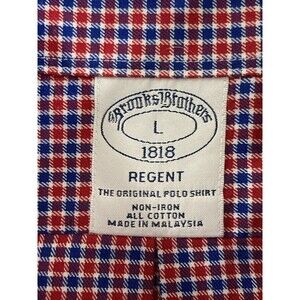 Brooks Brothers
L
1818
REGENT
THE ORIGINAL POLO SHIRT
NON-IRON
ALL COTTON
MADE IN MALAYSIA